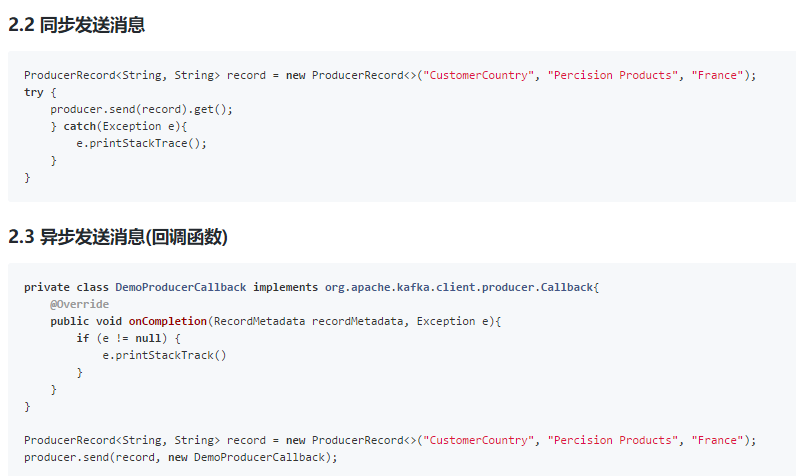 2.2 同步发送消息
ProducerRecord<String, String> record = new ProducerRecord<>("CustomerCountry", "Percision Products", "France");
try {
    producer.send(record).get();
    } catch(Exception e){
        e.printStackTrace();
    }
}
2.3 异步发送消息(回调函数)
private class DemoProducerCallback implements org.apache.kafka.client.producer.Callback{
    @Override
    public void onCompletion(RecordMetadata recordMetadata, Exception e){
        if (e != null) {
            e.printStackTrack()
        }
    }
}
ProducerRecord<String, String> record = new ProducerRecord<>("CustomerCountry", "Percision Products", "France");
producer.send(record, new DemoProducerCallback);